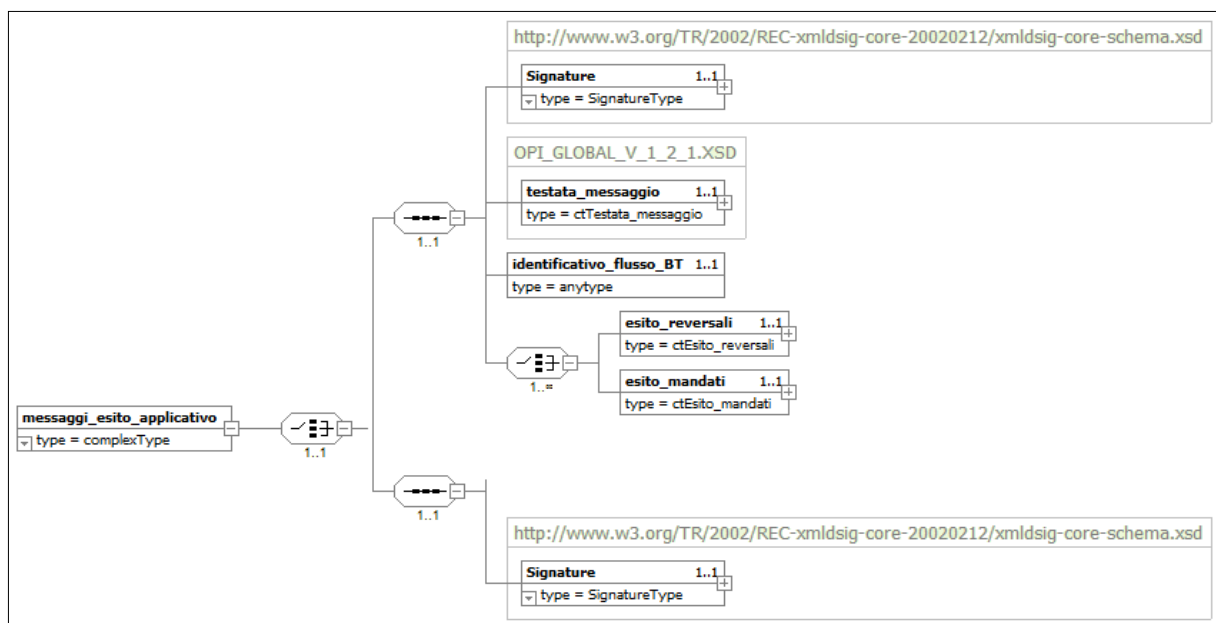 http://www.w3.org/TR/2002/REC-xmldsig-core-20020212/xmldsig-core-schema.xsd
Signature 1..1
type = SignatureType
OPI_GLOBAL_V_1_2_1.XSD
testata_messaggio 1..1
type = ctTestata_messaggio
1..1
identificativo_flusso_BT 1..1
type = anytype
esito_reversali 1..1
type = ctEsito_reversali
esito_mandati 1..1
type = ctEsito_mandati
1..¤
messaggi_esito_applicativo
type = complexType
1..1
1..1
http://www.w3.org/TR/2002/REC-xmldsig-core-20020212/xmldsig-core-schema.xsd
Signature 1..1
type = SignatureType